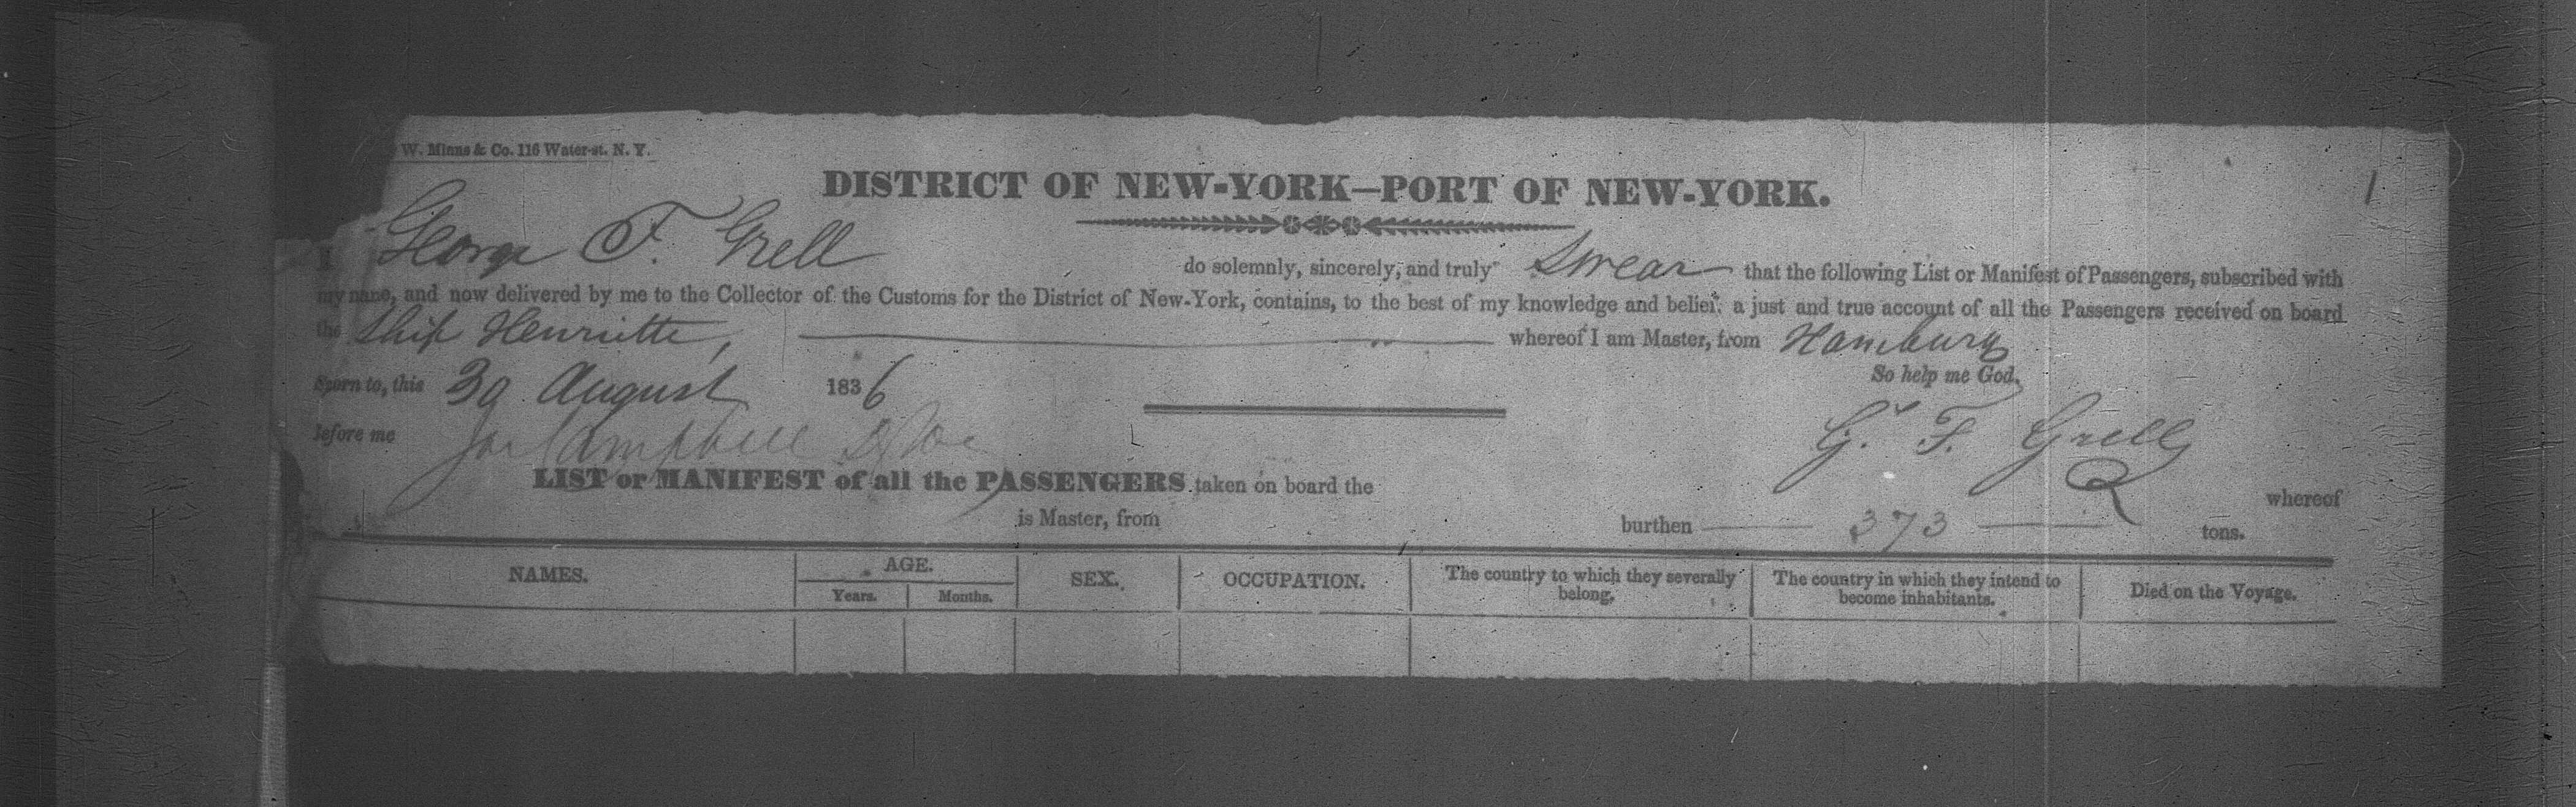 W. Minns & Co. 116 Water-st. N. Y.
1
DISTRICT OF NEW-YORK—PORT OF NEW-YORK.
I George F. Grell do solemnly, sincerely, and truly Swear that the following List or Manifest of Passengers, subscribed with
my name, and now delivered by me to the Collector of the Customs for the District of New-York, contains, to the best of my knowledge and belief, a just and true account of all the Passengers received on board
the Ship Henriette, whereof I am Master, from Hamburg
So help me God.
Sworn to, this 30 August 1836
G. F. Grell
Before me Campbell
LIST or MANIFEST of all the PASSENGERS taken on board the whereof
is Master, from burthen 373 tons.
NAMES. AGE. SEX. OCCUPATION. The country to which they severally belong. The country in which they intend to become inhabitants. Died on the Voyage.
Years. Months.